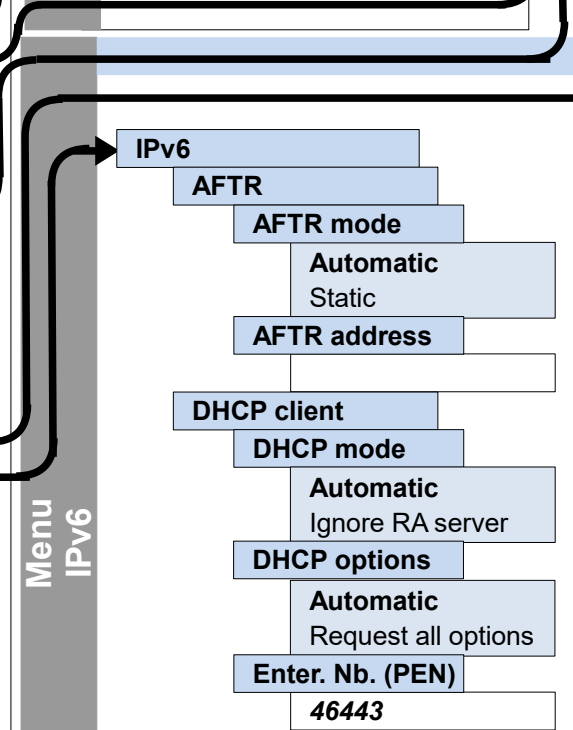 IPv6
AFTR
AFTR mode
Automatic
Static
AFTR address
DHCP client
DHCP mode
Automatic
Ignore RA server
DHCP options
Automatic
Request all options
Enter. Nb. (PEN)
46443
Menu
IPv6